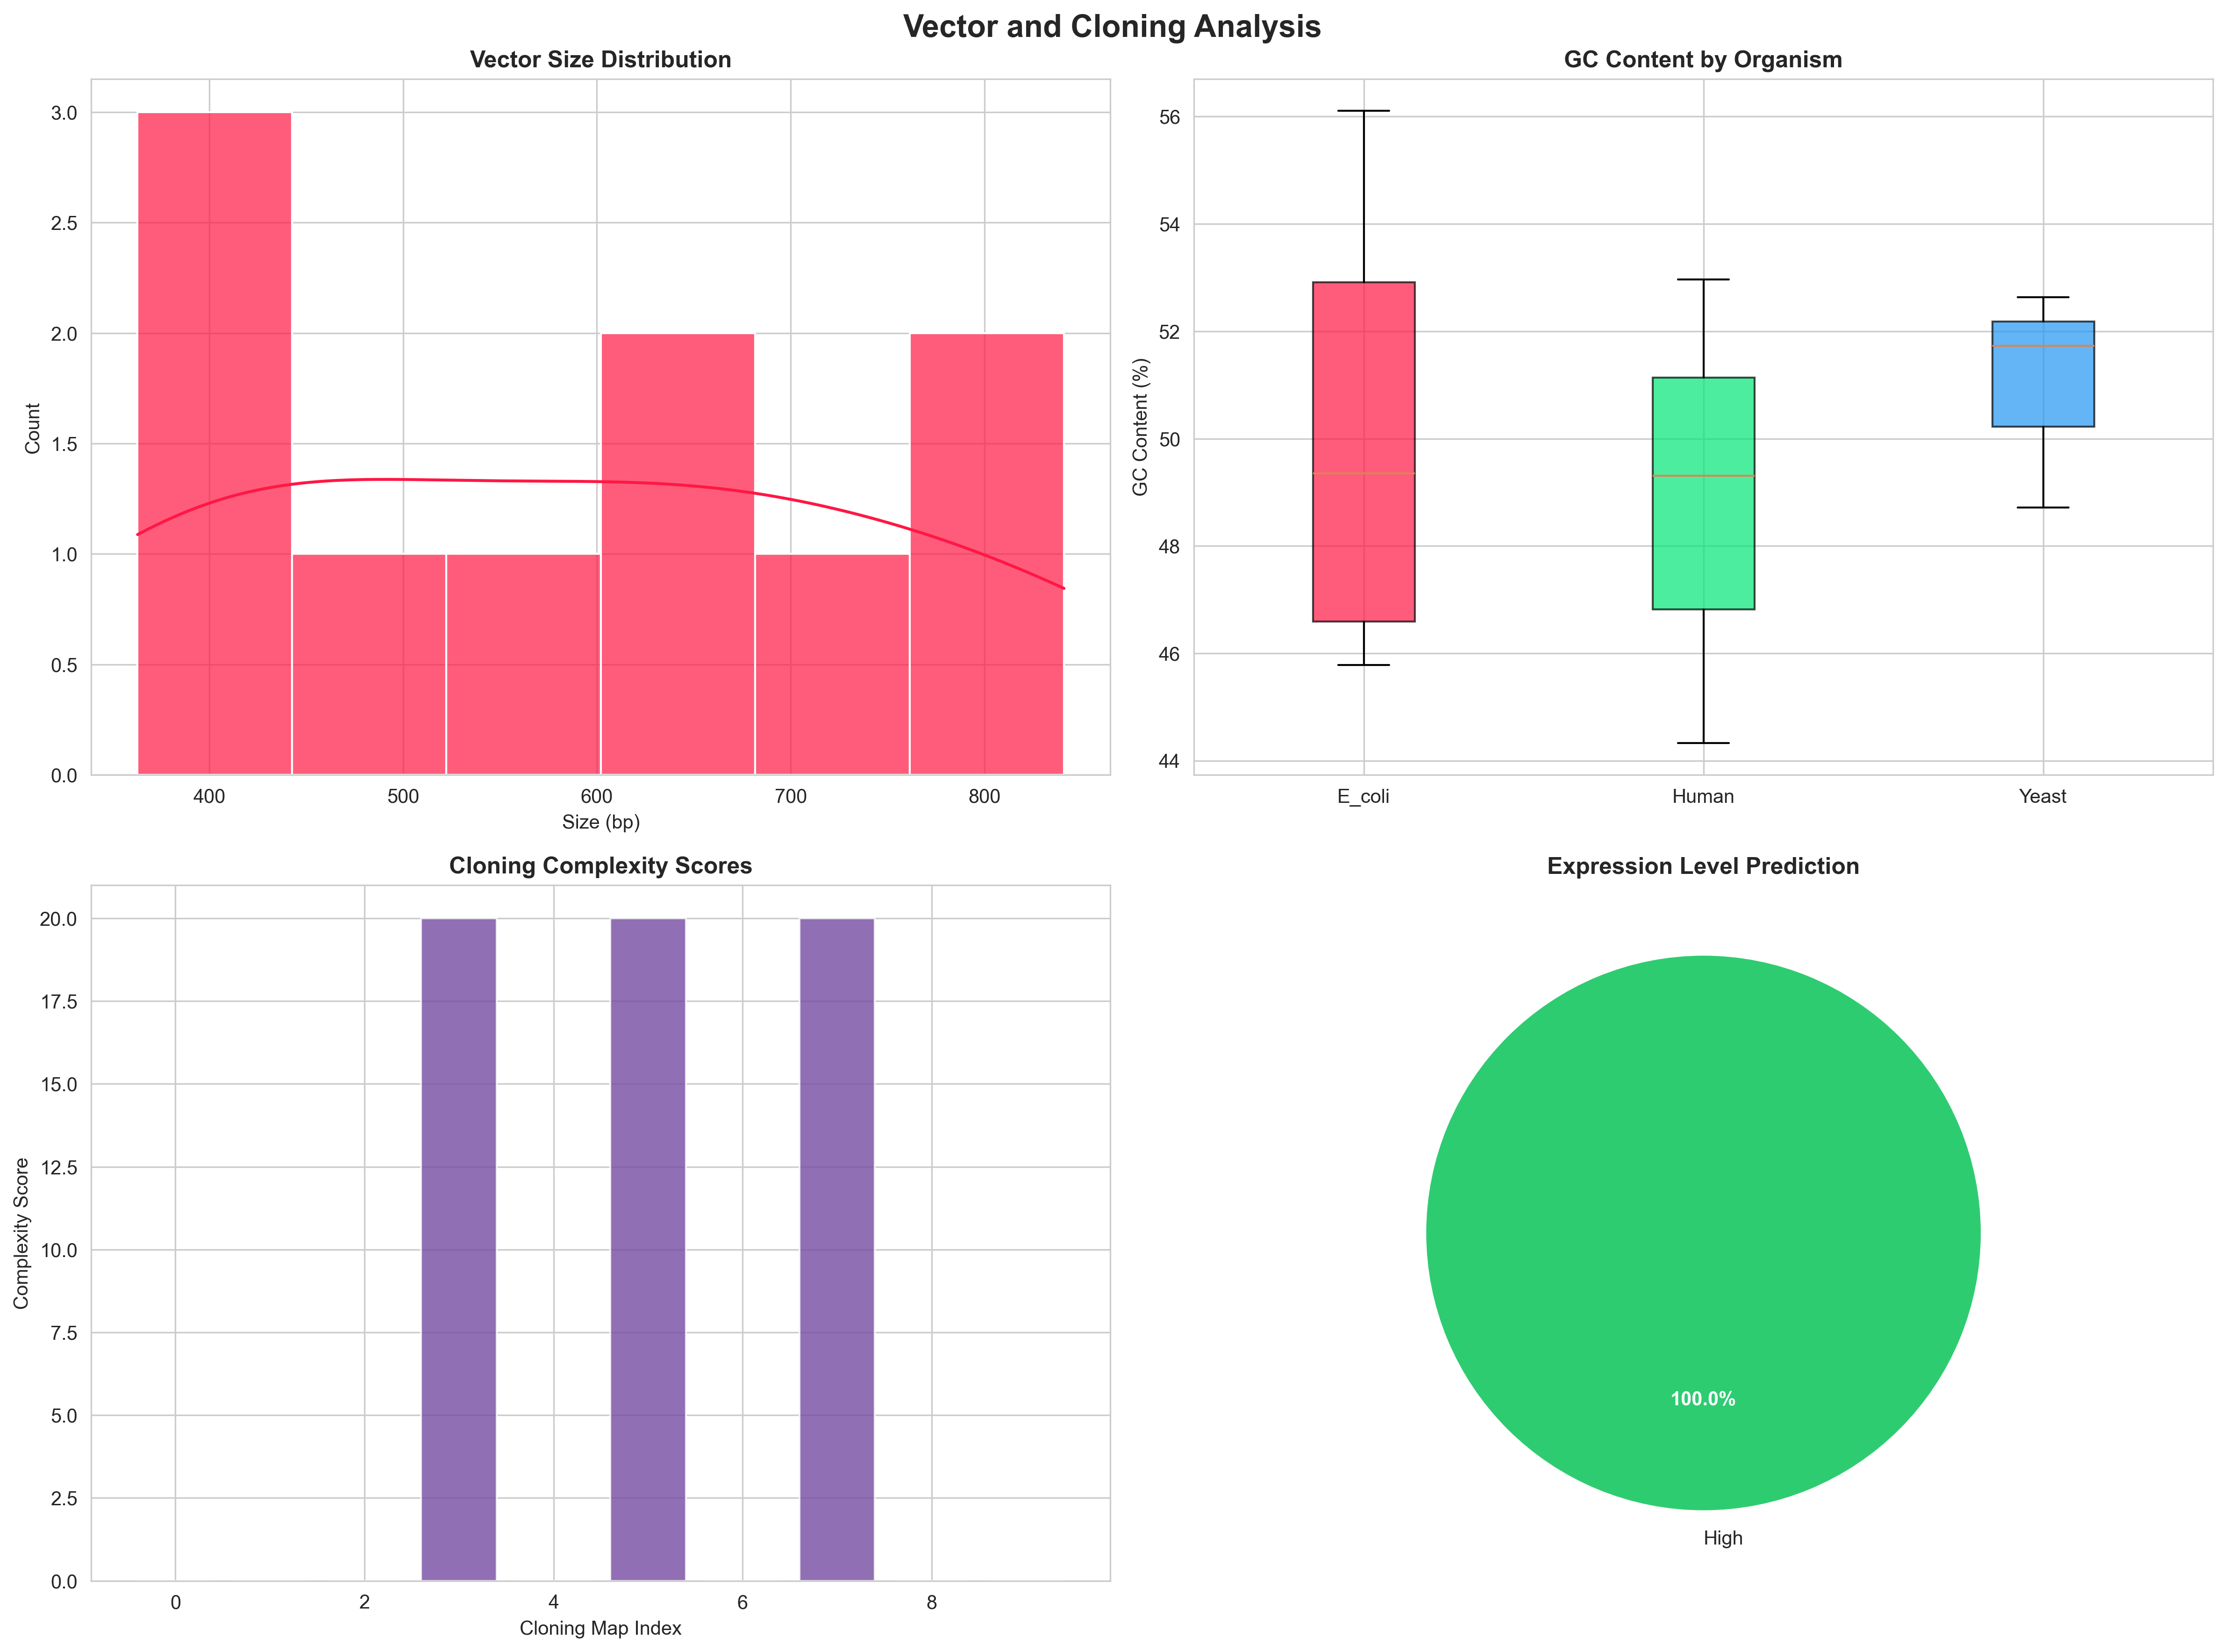 Vector and Cloning Analysis
Vector Size Distribution
3.0
2.5
2.0
1.5
1.0
0.5
0.0
Count
400 500 600 700 800
Size (bp)
GC Content by Organism
56
54
52
50
48
46
44
GC Content (%)
E_coli Human Yeast
Cloning Complexity Scores
20.0
17.5
15.0
12.5
10.0
7.5
5.0
2.5
0.0
Complexity Score
0 2 4 6 8
Cloning Map Index
Expression Level Prediction
100.0%
High